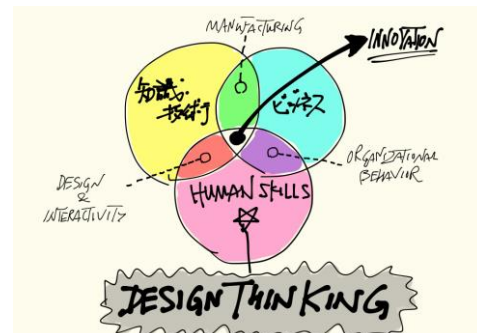 MANUFACTURING
INNOVATION
知識・
技術
ビジネス
DESIGN
&
INTERACTIVITY
ORGANIZATIONAL
BEHAVIOR
HUMAN SKILLS
DESIGN THINKING